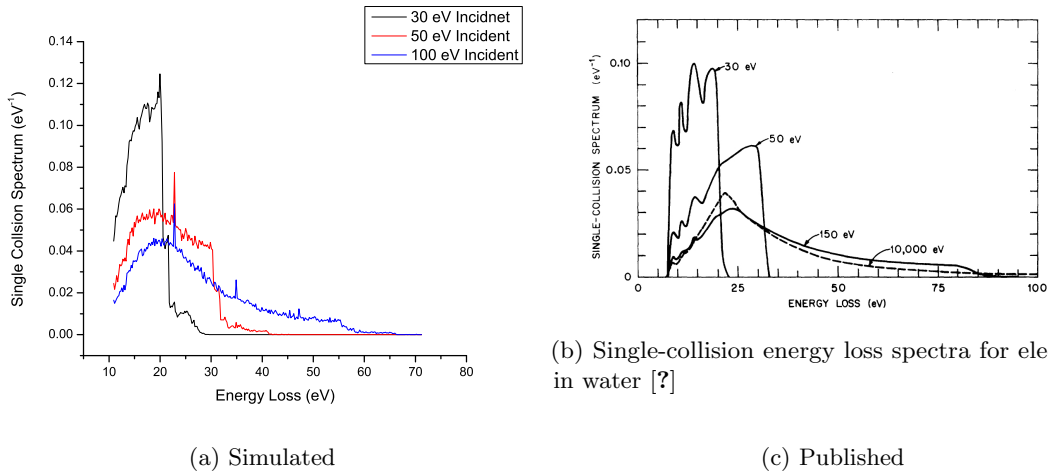 30 eV Incidnet
50 eV Incident
100 eV Incident
0.14
0.12
0.10
0.08
0.06
0.04
0.02
0.00
Single Collision Spectrum (eV⁻¹)
10 20 30 40 50 60 70 80
Energy Loss (eV)
(a) Simulated
0.10
0.05
0
SINGLE-COLLISION SPECTRUM (eV⁻¹)
30 eV
50 eV
150 eV
10,000 eV
0 25 50 75 100
ENERGY LOSS (eV)
(b) Single-collision energy loss spectra for ele
in water [?]
(c) Published